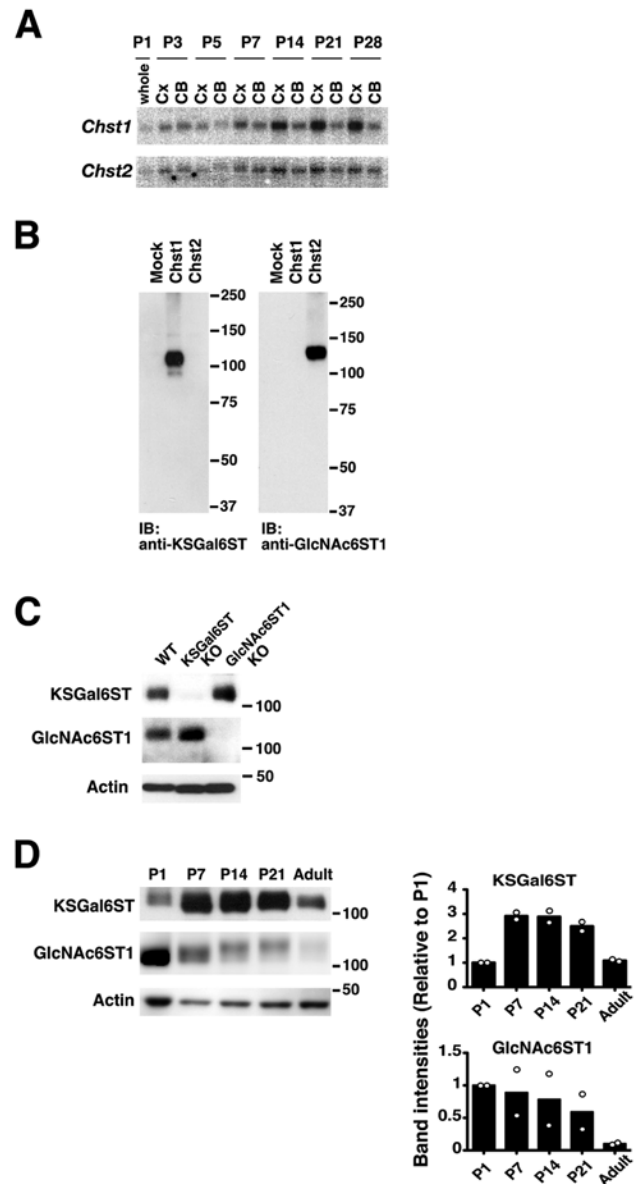 A
P1 P3 P5 P7 P14 P21 P28
whole Cx CB Cx CB Cx CB Cx CB Cx CB Cx CB
Chst1
Chst2
B
Mock Chst1 Chst2 Mock Chst1 Chst2
250 250
150 150
100 100
75 75
50 50
37 37
IB: IB:
anti-KSGal6ST anti-GlcNAc6ST1
C
WT KSGal6ST KO GlcNAc6ST1 KO
KSGal6ST
100
GlcNAc6ST1
100
50
Actin
D
P1 P7 P14 P21 Adult
KSGal6ST
100
GlcNAc6ST1
100
50
Actin
Band intensities (Relative to P1)
KSGal6ST
4
3
2
1
0
P1 P7 P14 P21 Adult
GlcNAc6ST1
1.5
1
0.5
0
P1 P7 P14 P21 Adult